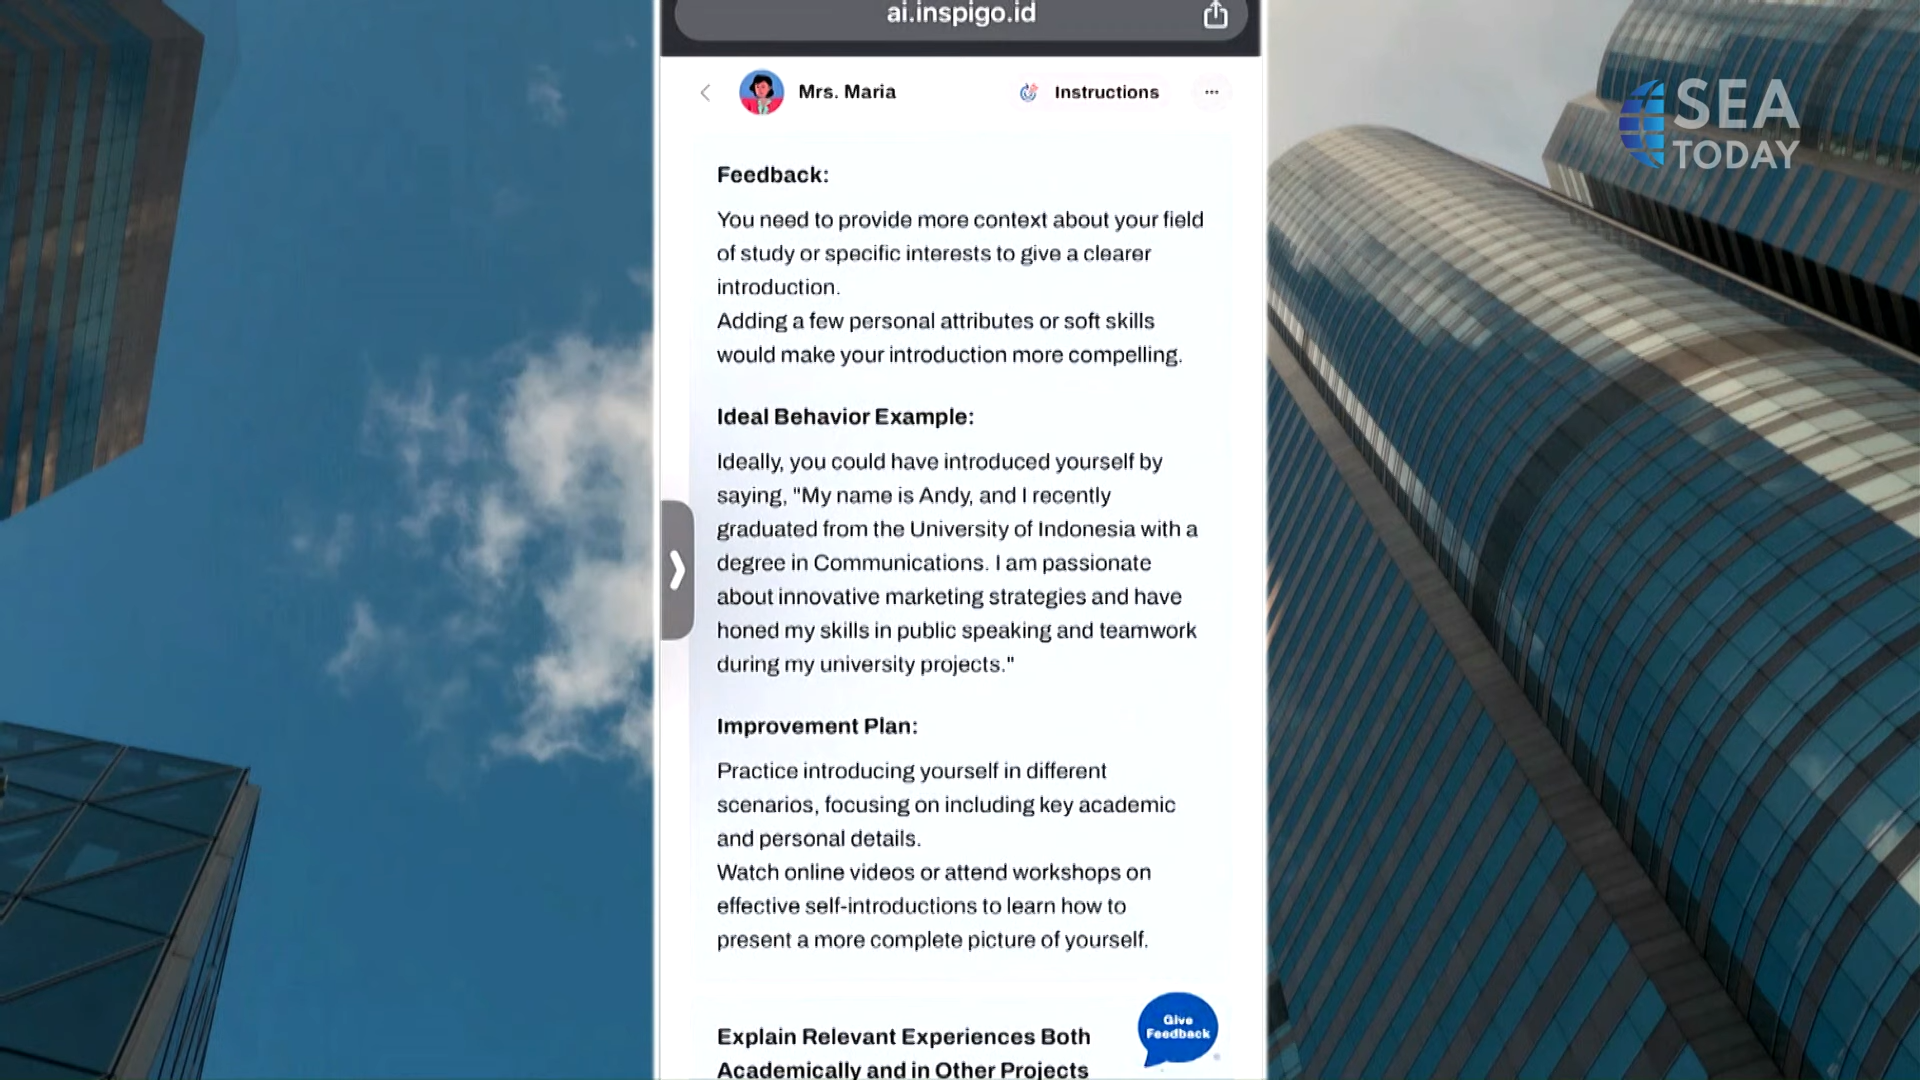 ai.inspigo.id
Mrs. Maria
Instructions
SEA
TODAY
Feedback:
You need to provide more context about your field
of study or specific interests to give a clearer
introduction.
Adding a few personal attributes or soft skills
would make your introduction more compelling.
Ideal Behavior Example:
Ideally, you could have introduced yourself by
saying, "My name is Andy, and I recently
graduated from the University of Indonesia with a
degree in Communications. I am passionate
about innovative marketing strategies and have
honed my skills in public speaking and teamwork
during my university projects."
Improvement Plan:
Practice introducing yourself in different
scenarios, focusing on including key academic
and personal details.
Watch online videos or attend workshops on
effective self-introductions to learn how to
present a more complete picture of yourself.
Give
Feedback
Explain Relevant Experiences Both
Academically and in Other Projects